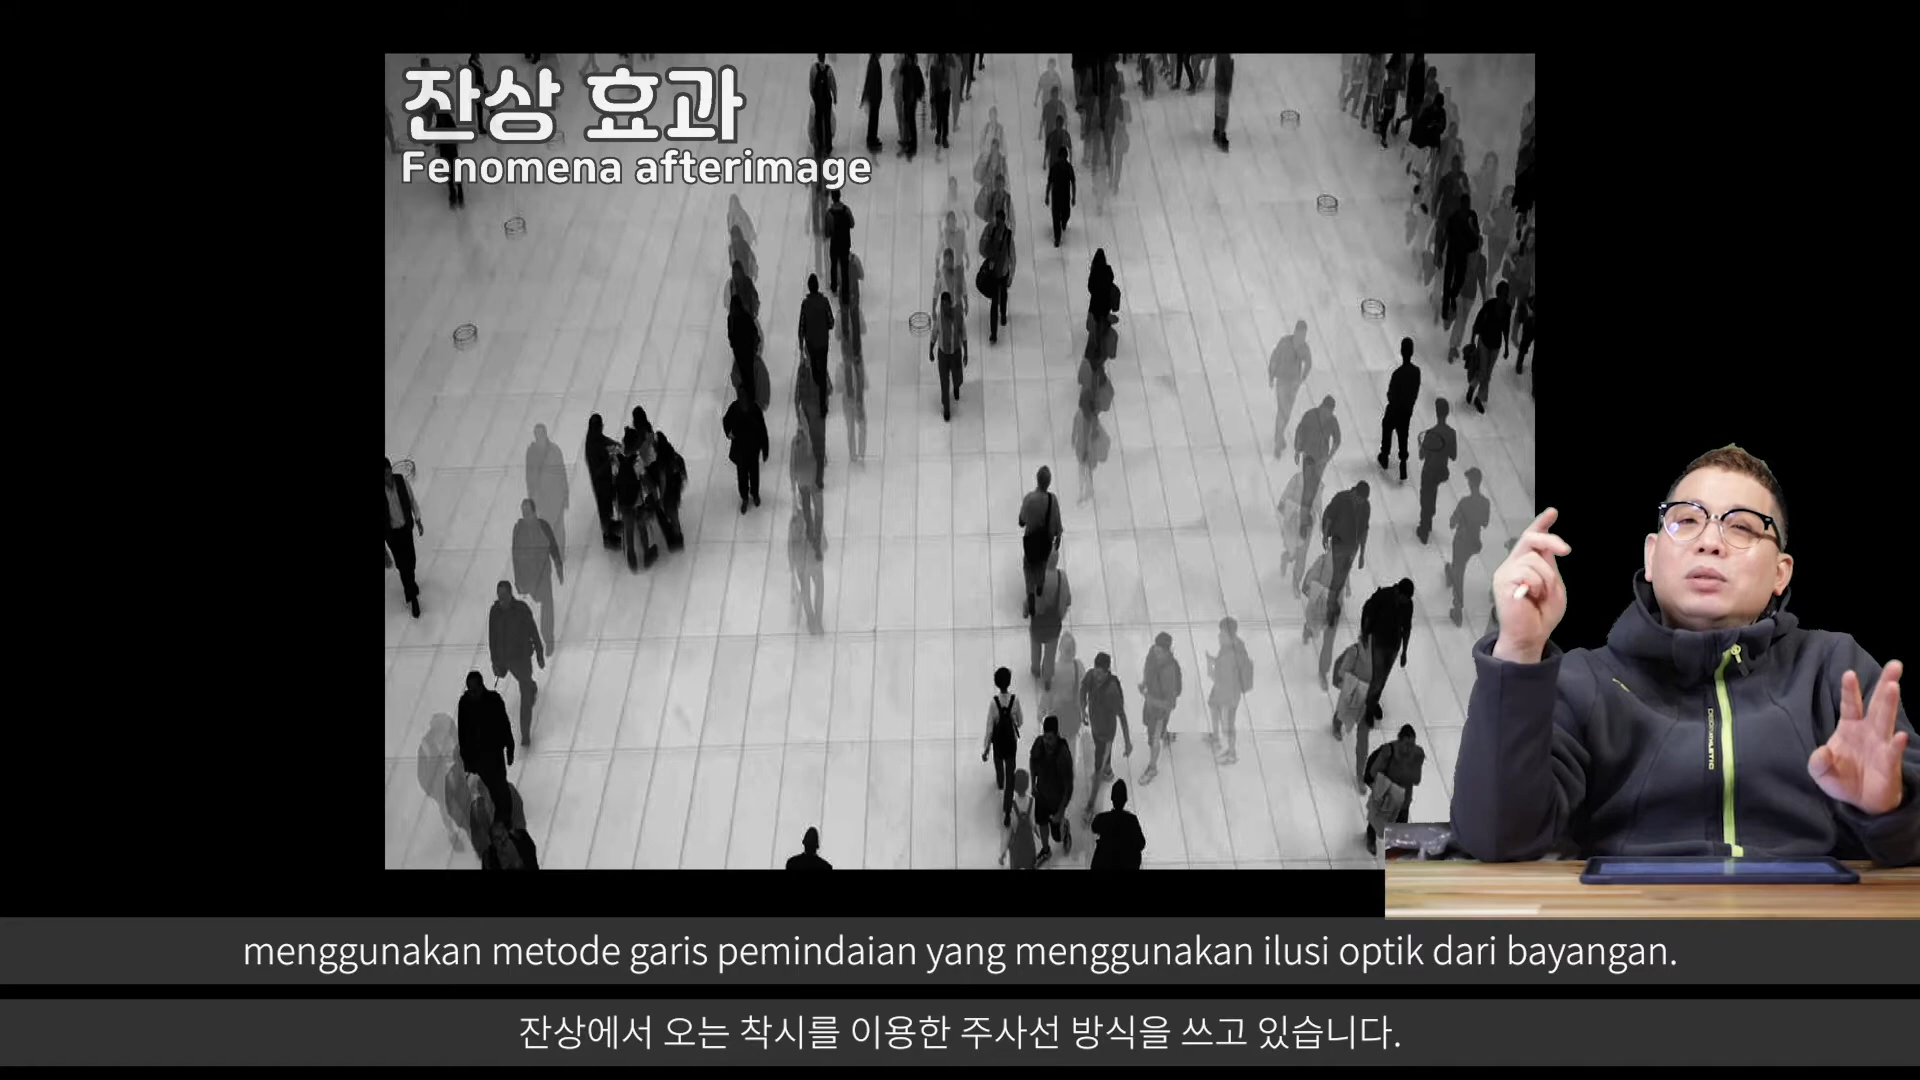 잔상 효과
Fenomena afterimage
menggunakan metode garis pemindaian yang menggunakan ilusi optik dari bayangan.
잔상에서 오는 착시를 이용한 주사선 방식을 쓰고 있습니다.